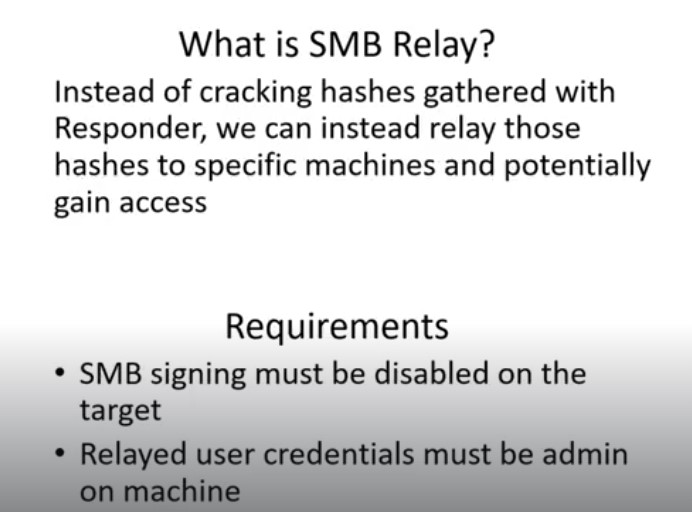 What is SMB Relay?
Instead of cracking hashes gathered with
Responder, we can instead relay those
hashes to specific machines and potentially
gain access
Requirements
• SMB signing must be disabled on the
target
• Relayed user credentials must be admin
on machine